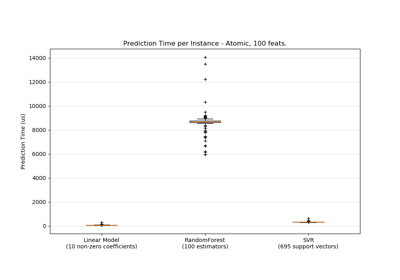 Prediction Time per Instance - Atomic, 100 feats.
14000
12000
10000
8000
6000
4000
2000
0
Prediction Time (us)
Linear Model
(10 non-zero coefficients)
RandomForest
(100 estimators)
SVR
(695 support vectors)